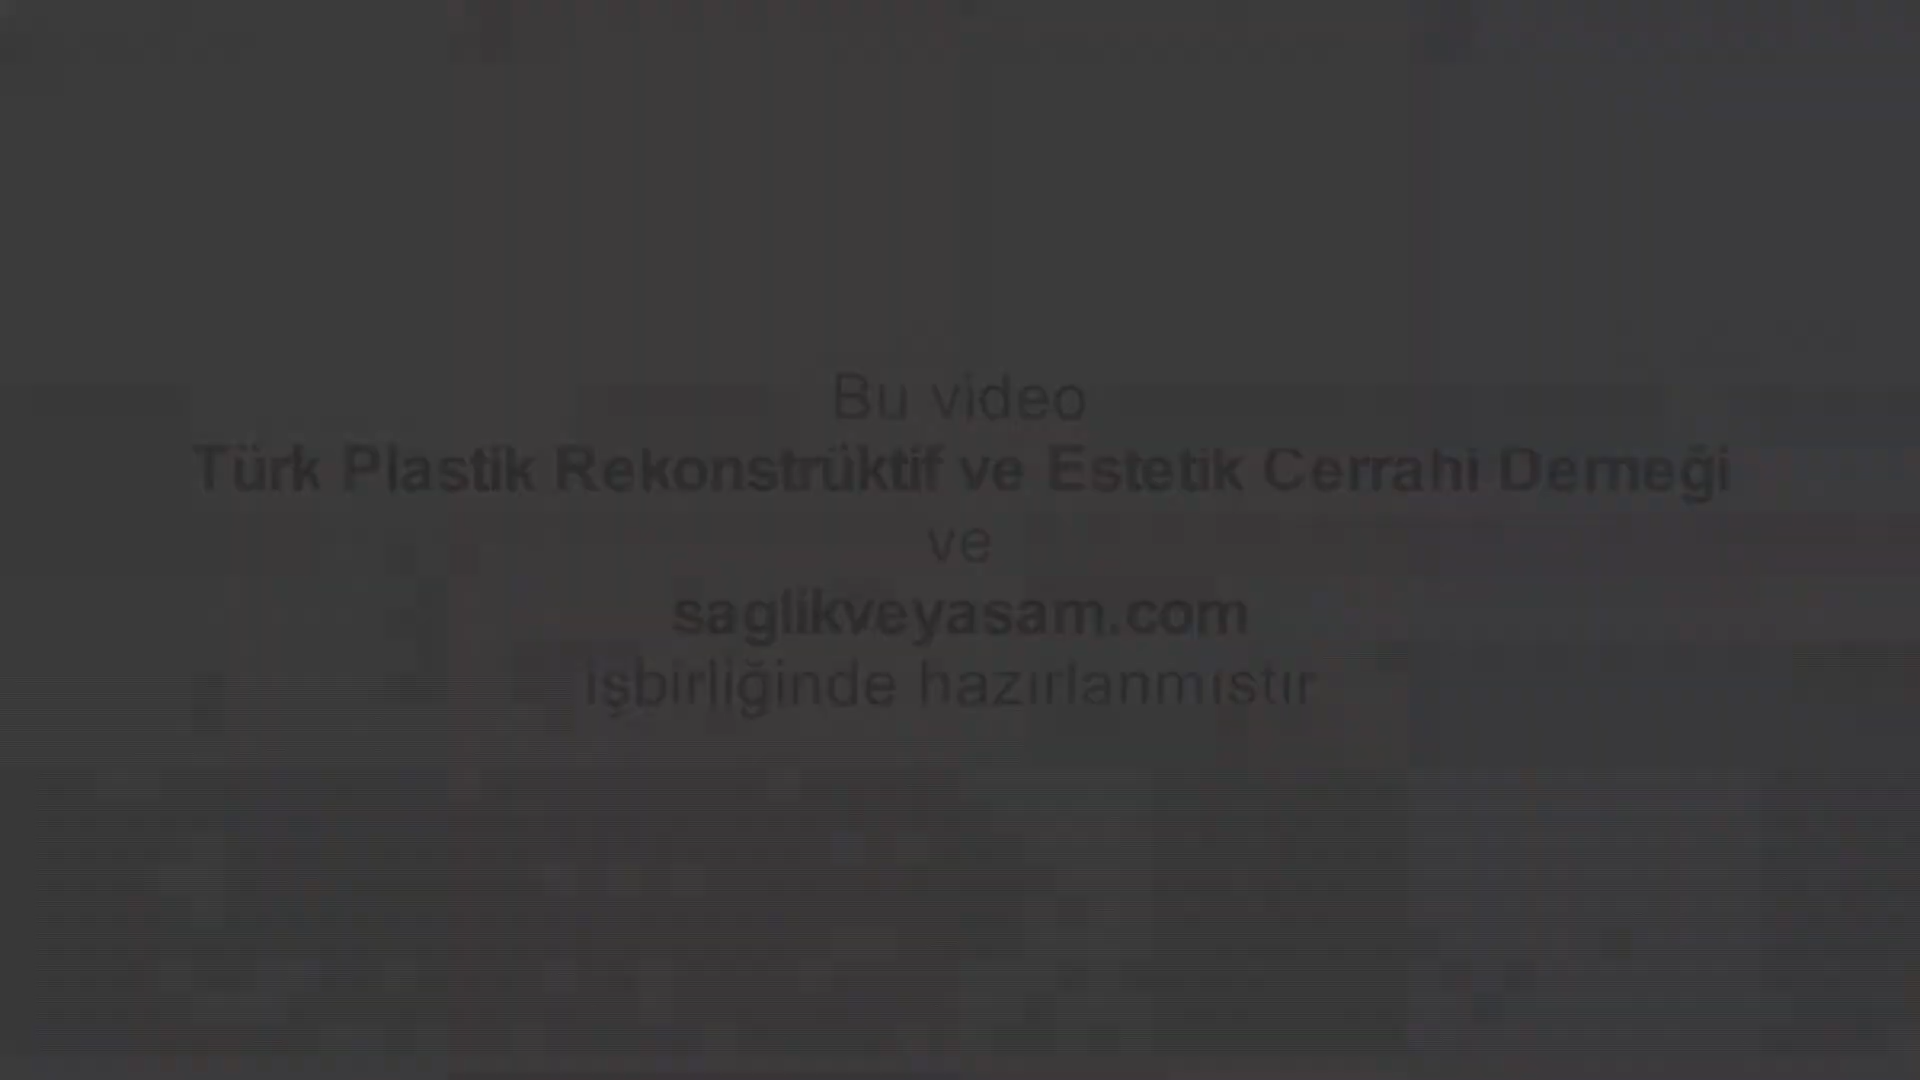 Bu video
Türk Plastik Rekonstrüktif ve Estetik Cerrahi Derneği
ve
saglikveyasam.com
işbirliğinde hazırlanmıştır